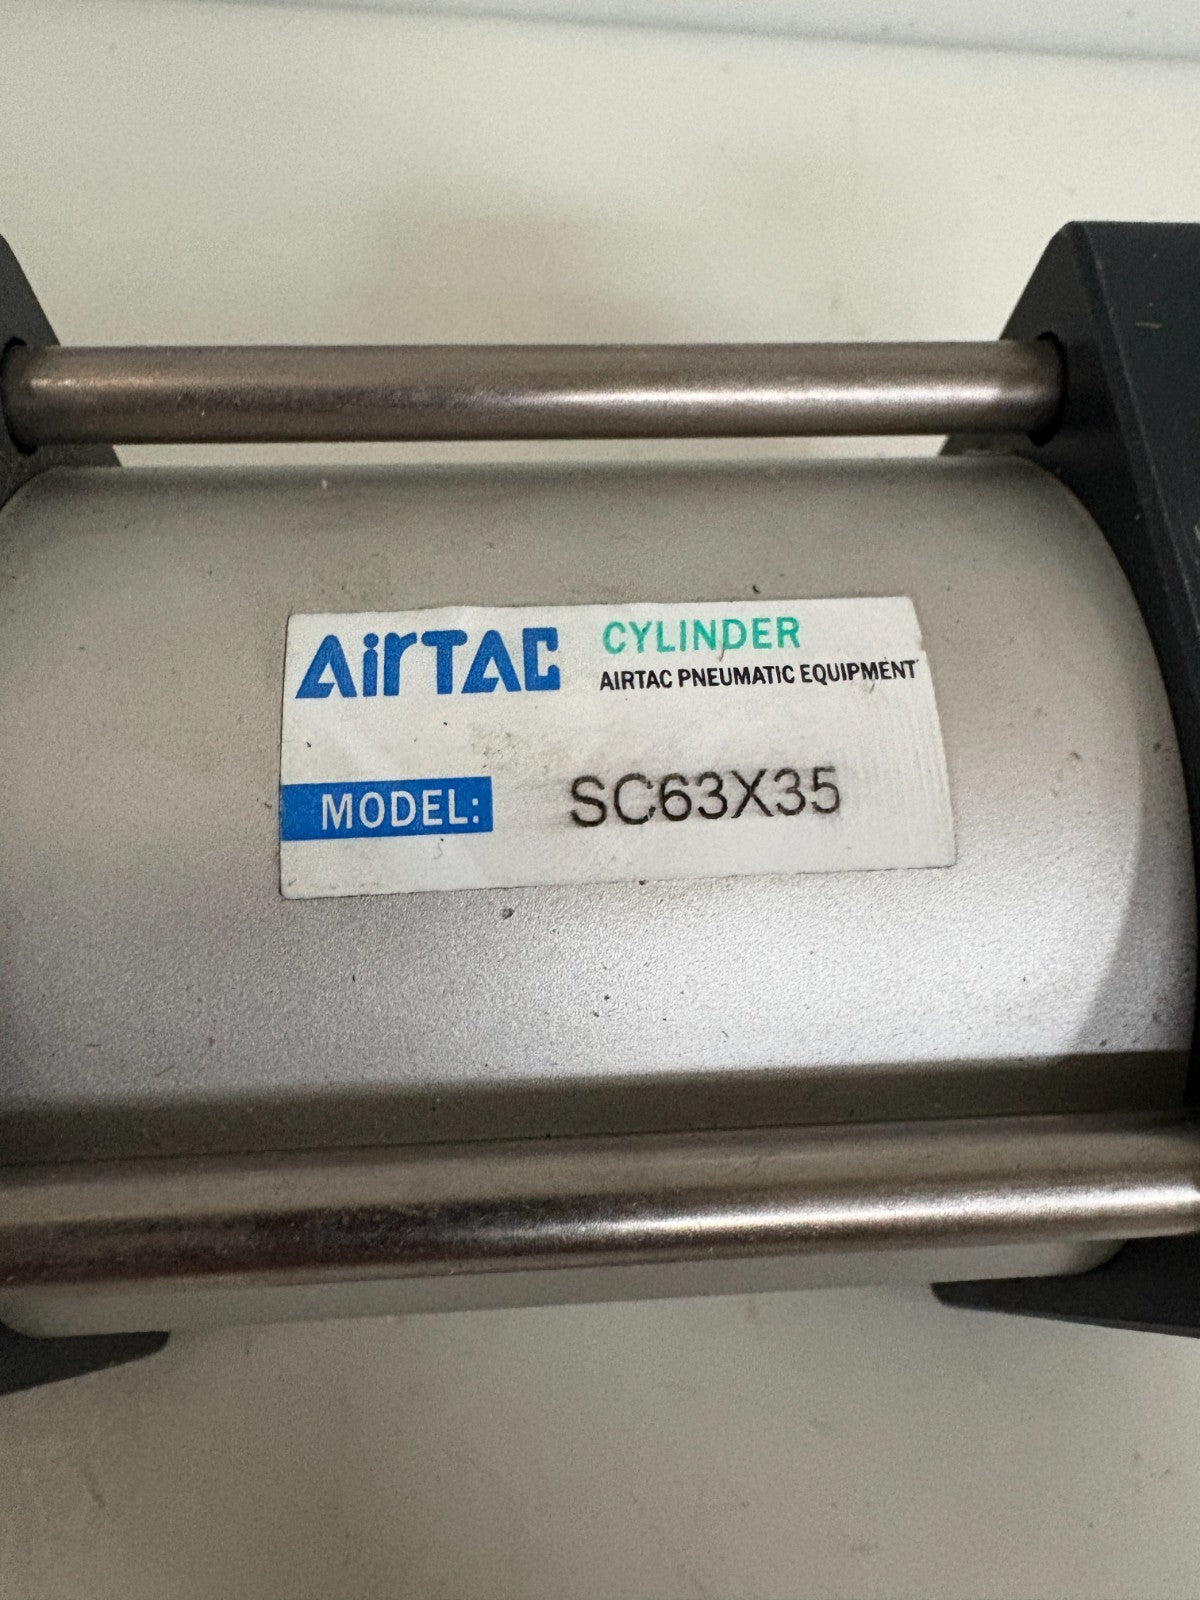 AirTAC CYLINDER
AIRTAC PNEUMATIC EQUIPMENT
MODEL: SC63X35